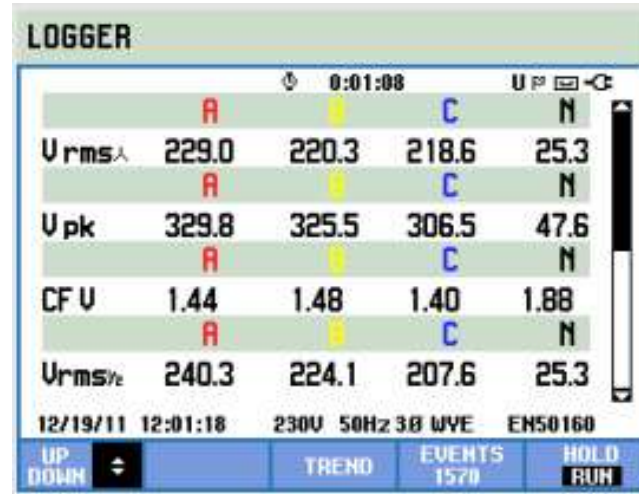 LOGGER
0:01:08 U
A B C N
V rms⅄ 229.0 220.3 218.6 25.3
A B C N
V pk 329.8 325.5 306.5 47.6
A B C N
CF V 1.44 1.48 1.40 1.88
A B C N
Vrms½ 240.3 224.1 207.6 25.3
12/19/11 12:01:18 230V 50Hz 3Ø WYE EN50160
UP DOWN TREND EVENTS 1570 HOLD RUN